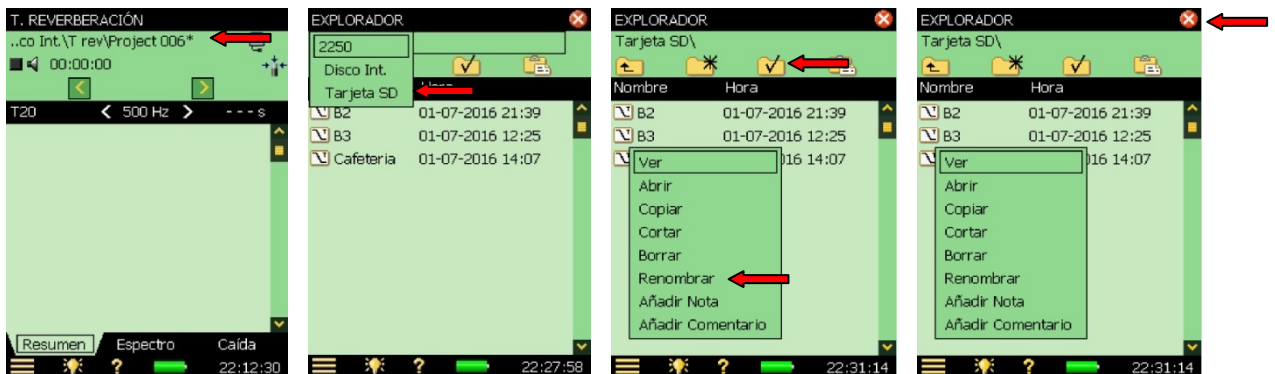 T. REVERBERACIÓN
..co Int.\T rev\Project 006*
00:00:00
T20 < 500 Hz > ---s
Resumen Espectro Caída
? 22:12:30
EXPLORADOR
2250
Disco Int.
Tarjeta SD
B2 01-07-2016 21:39
B3 01-07-2016 12:25
Cafeteria 01-07-2016 14:07
? 22:27:58
EXPLORADOR
Tarjeta SD\
Nombre Hora
B2 01-07-2016 21:39
B3 01-07-2016 12:25
016 14:07
Ver
Abrir
Copiar
Cortar
Borrar
Renombrar
Añadir Nota
Añadir Comentario
? 22:31:14
EXPLORADOR
Tarjeta SD\
Nombre Hora
B2 01-07-2016 21:39
B3 01-07-2016 12:25
016 14:07
Ver
Abrir
Copiar
Cortar
Borrar
Renombrar
Añadir Nota
Añadir Comentario
? 22:31:14